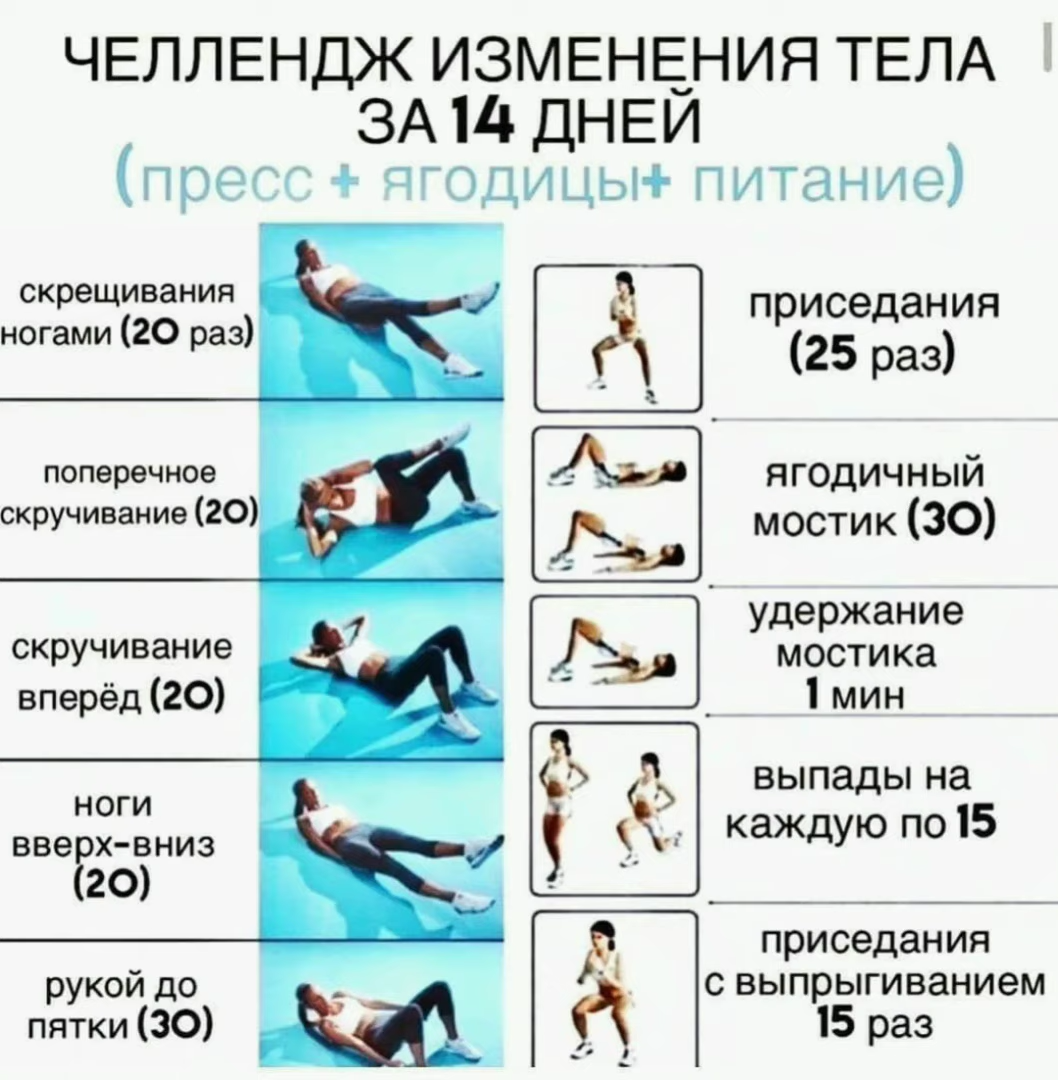 ЧЕЛЛЕНДЖ ИЗМЕНЕНИЯ ТЕЛА
ЗА 14 ДНЕЙ
(пресс + ягодицы+ питание)
скрещивания
ногами (20 раз)
поперечное
скручивание (20)
скручивание
вперёд (20)
ноги
вверх-вниз
(20)
рукой до
пятки (30)
приседания
(25 раз)
ягодичный
мостик (30)
удержание
мостика
1 мин
выпады на
каждую по 15
приседания
с выпрыгиванием
15 раз